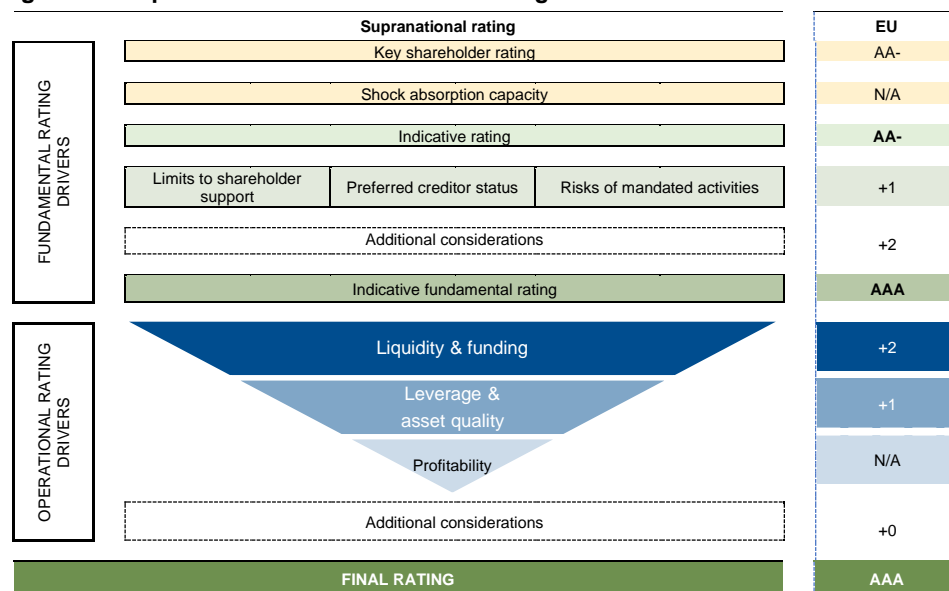 Supranational rating EU
FUNDAMENTAL RATING
DRIVERS
Key shareholder rating AA-
Shock absorption capacity N/A
Indicative rating AA-
Limits to shareholder
support
Preferred creditor status
Risks of mandated activities
+1
Additional considerations
+2
Indicative fundamental rating AAA
OPERATIONAL RATING
DRIVERS
Liquidity & funding +2
Leverage &
asset quality
+1
Profitability N/A
Additional considerations
+0
FINAL RATING AAA